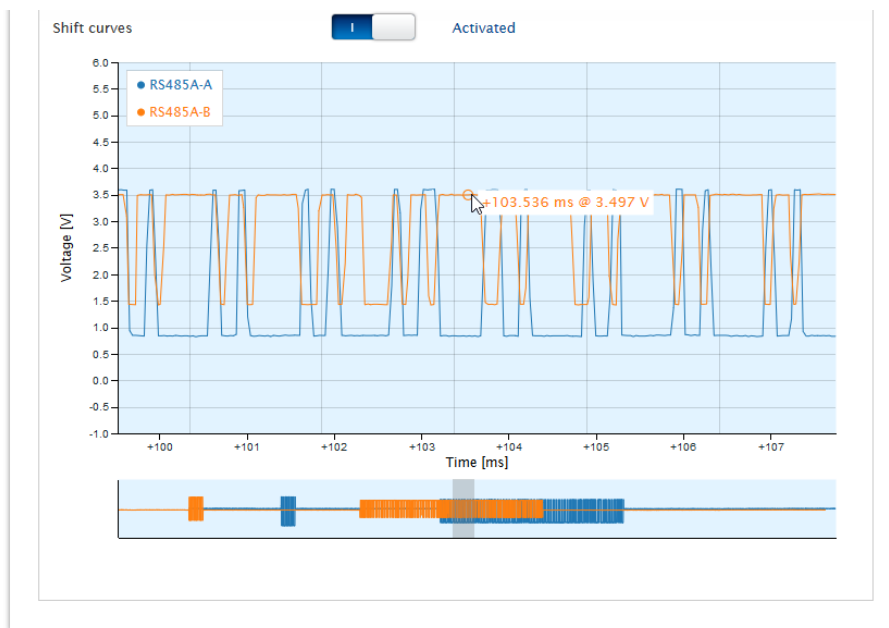 Shift curves
I
Activated
6.0
5.5
5.0
4.5
4.0
3.5
3.0
2.5
2.0
1.5
1.0
0.5
0.0
-0.5
-1.0
Voltage [V]
RS485A-A
RS485A-B
+103.536 ms @ 3.497 V
+100 +101 +102 +103 +104 +105 +106 +107
Time [ms]